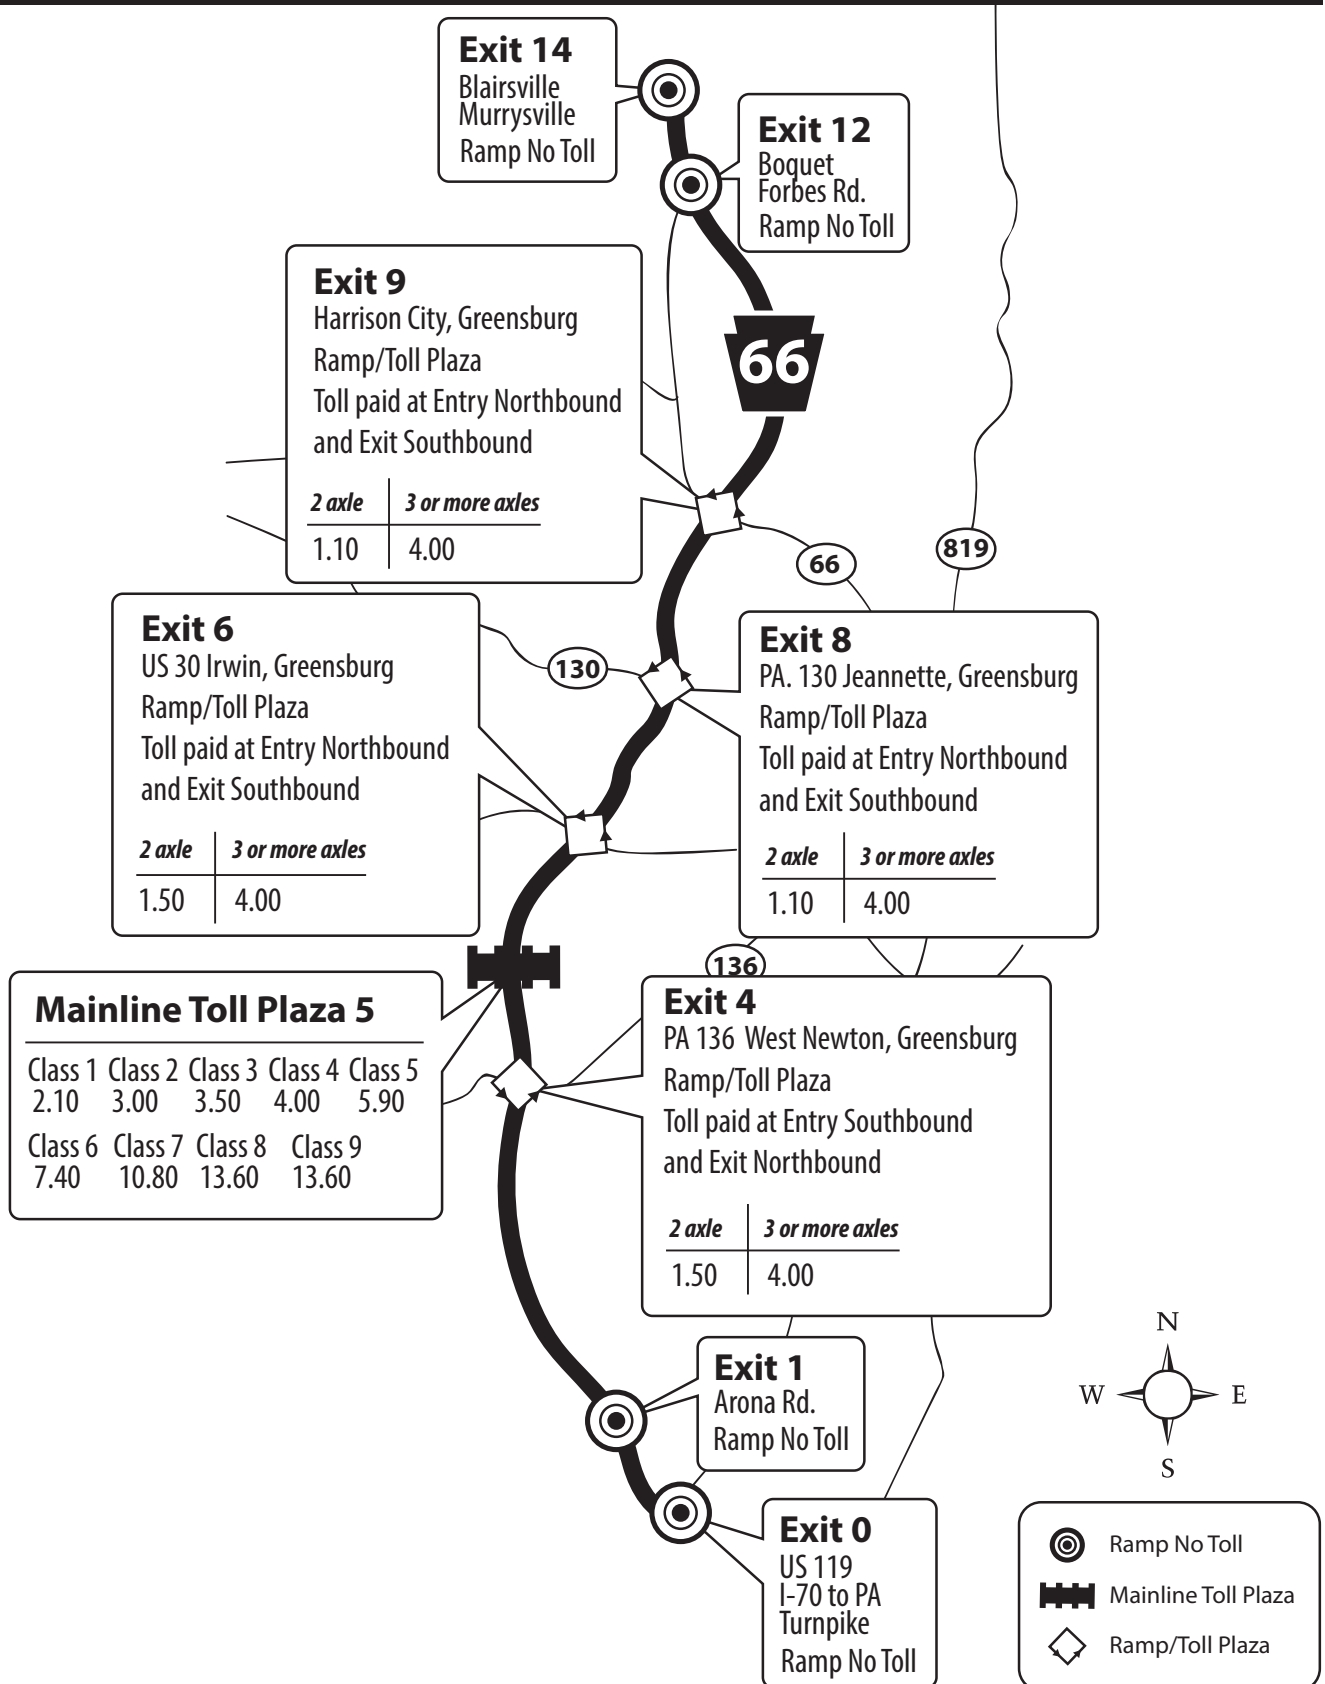 Exit 14
Blairsville
Murrysville
Ramp No Toll
Exit 12
Boquet
Forbes Rd.
Ramp No Toll
Exit 9
Harrison City, Greensburg
Ramp/Toll Plaza
Toll paid at Entry Northbound
and Exit Southbound
2 axle 3 or more axles
1.10 4.00
66
66
819
130
Exit 6
US 30 Irwin, Greensburg
Ramp/Toll Plaza
Toll paid at Entry Northbound
and Exit Southbound
2 axle 3 or more axles
1.50 4.00
Exit 8
PA. 130 Jeannette, Greensburg
Ramp/Toll Plaza
Toll paid at Entry Northbound
and Exit Southbound
2 axle 3 or more axles
1.10 4.00
136
Mainline Toll Plaza 5
Class 1 Class 2 Class 3 Class 4 Class 5
2.10 3.00 3.50 4.00 5.90
Class 6 Class 7 Class 8 Class 9
7.40 10.80 13.60 13.60
Exit 4
PA 136 West Newton, Greensburg
Ramp/Toll Plaza
Toll paid at Entry Southbound
and Exit Northbound
2 axle 3 or more axles
1.50 4.00
Exit 1
Arona Rd.
Ramp No Toll
Exit 0
US 119
I-70 to PA
Turnpike
Ramp No Toll
N
W E
S
Ramp No Toll
Mainline Toll Plaza
Ramp/Toll Plaza